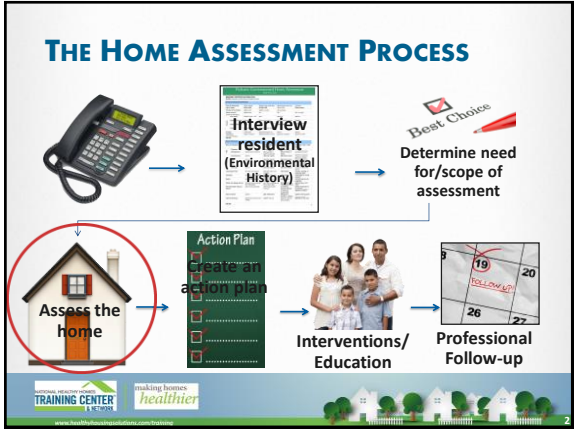 THE HOME ASSESSMENT PROCESS
Interview
resident
(Environmental
History)
Best Choice
Determine need
for/scope of
assessment
Assess the
home
Action Plan
Create an
action plan
Interventions/
Education
19
20
FOLLOW UP!
26
27
Professional
Follow-up
NATIONAL HEALTHY HOMES
TRAINING CENTER
& NETWORK
making homes
healthier
www.healthyhousingsolutions.com/training
2